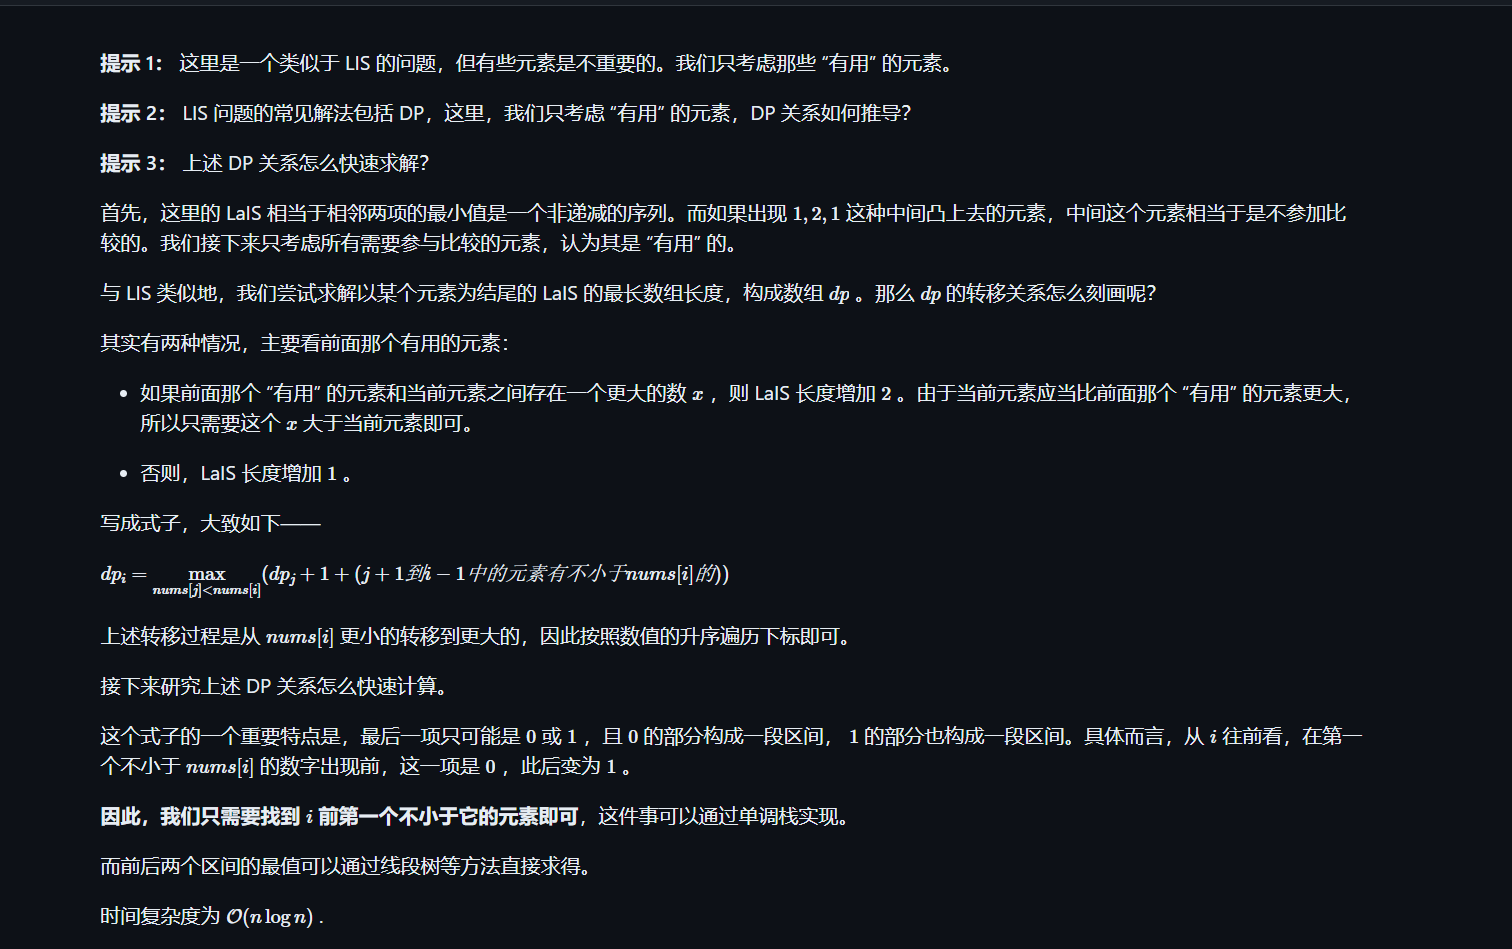 提示 1： 这里是一个类似于 LIS 的问题，但有些元素是不重要的。我们只考虑那些 “有用” 的元素。
提示 2： LIS 问题的常见解法包括 DP，这里，我们只考虑 “有用” 的元素，DP 关系如何推导？
提示 3： 上述 DP 关系怎么快速求解？
首先，这里的 LaIS 相当于相邻两项的最小值是一个非递减的序列。而如果出现 1, 2, 1 这种中间凸上去的元素，中间这个元素相当于是不参加比
较的。我们接下来只考虑所有需要参与比较的元素，认为其是 “有用” 的。
与 LIS 类似地，我们尝试求解以某个元素为结尾的 LaIS 的最长数组长度，构成数组 dp 。那么 dp 的转移关系怎么刻画呢？
其实有两种情况，主要看前面那个有用的元素：
• 如果前面那个 “有用” 的元素和当前元素之间存在一个更大的数 x ，则 LaIS 长度增加 2 。由于当前元素应当比前面那个 “有用” 的元素更大，
所以只需要这个 x 大于当前元素即可。
• 否则，LaIS 长度增加 1 。
写成式子，大致如下——
dp_i = max_{nums[j]<nums[i]} (dp_j + 1 + (j + 1到i − 1中的元素有不小于nums[i]的))
上述转移过程是从 nums[i] 更小的转移到更大的，因此按照数值的升序遍历下标即可。
接下来研究上述 DP 关系怎么快速计算。
这个式子的一个重要特点是，最后一项只可能是 0 或 1 ，且 0 的部分构成一段区间， 1 的部分也构成一段区间。具体而言，从 i 往前看，在第一
个不小于 nums[i] 的数字出现前，这一项是 0 ，此后变为 1 。
因此，我们只需要找到 i 前第一个不小于它的元素即可，这件事可以通过单调栈实现。
而前后两个区间的最值可以通过线段树等方法直接求得。
时间复杂度为 O(n log n) .